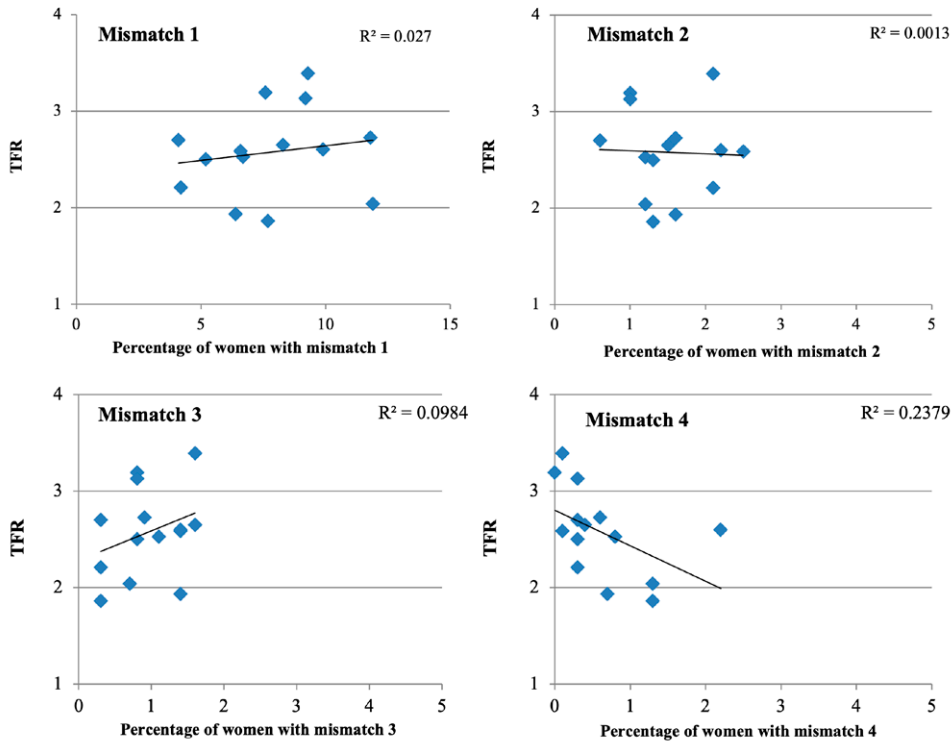 Mismatch 1
R² = 0.027
4
3
2
1
TFR
0
5
10
15
Percentage of women with mismatch 1
Mismatch 2
R² = 0.0013
4
3
2
1
TFR
0
1
2
3
4
5
Percentage of women with mismatch 2
Mismatch 3
R² = 0.0984
4
3
2
1
TFR
0
1
2
3
4
5
Percentage of women with mismatch 3
Mismatch 4
R² = 0.2379
4
3
2
1
TFR
0
1
2
3
4
5
Percentage of women with mismatch 4